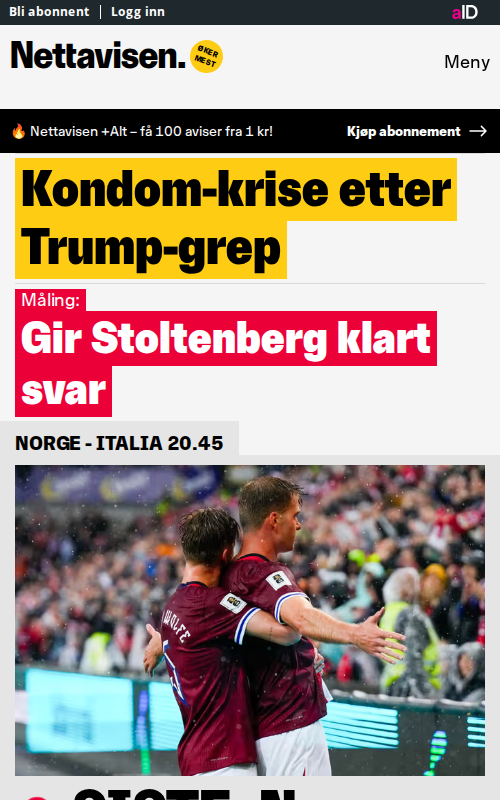 Bli abonnent
Logg inn
aID
Nettavisen.
ØKER
MEST
Meny
🔥 Nettavisen +Alt – få 100 aviser fra 1 kr!
Kjøp abonnement →
Kondom-krise etter
Trump-grep
Måling:
Gir Stoltenberg klart
svar
NORGE - ITALIA 20.45
WOLFE